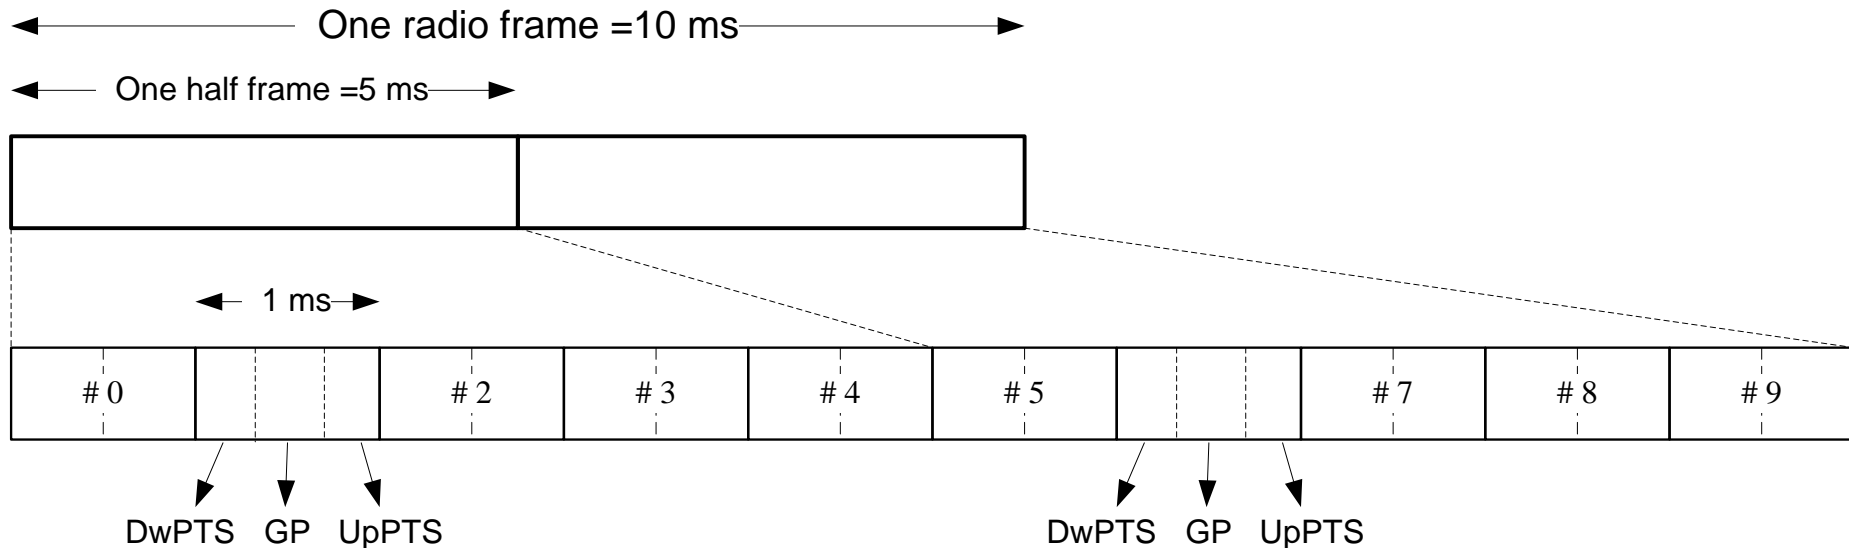 One radio frame =10 ms
One half frame =5 ms
1 ms
# 0 # 2 # 3 # 4 # 5 # 7 # 8 # 9
DwPTS GP UpPTS DwPTS GP UpPTS